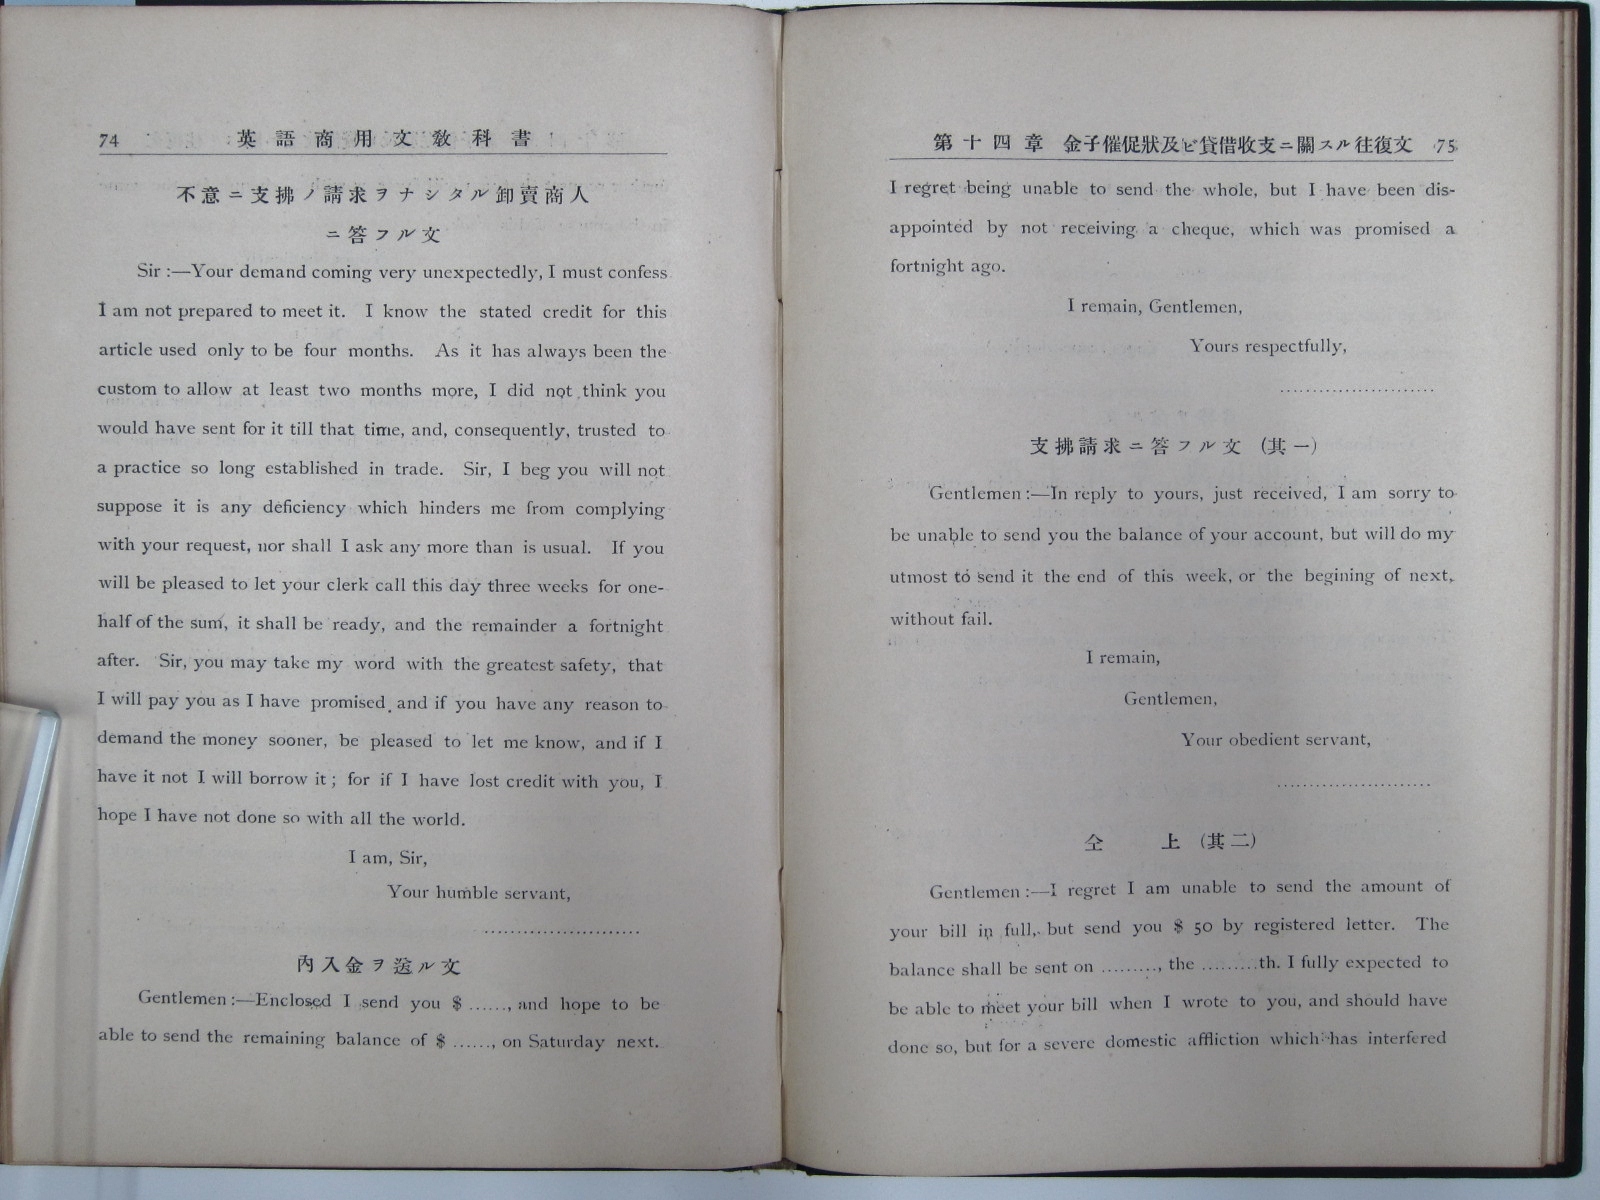 74 英語商用文敎科書
不意ニ支拂ノ請求ヲナシタル卸賣商人
ニ答フル文
Sir :—Your demand coming very unexpectedly, I must confess
I am not prepared to meet it. I know the stated credit for this
article used only to be four months. As it has always been the
custom to allow at least two months more, I did not think you
would have sent for it till that time, and, consequently, trusted to
a practice so long established in trade. Sir, I beg you will not
suppose it is any deficiency which hinders me from complying
with your request, nor shall I ask any more than is usual. If you
will be pleased to let your clerk call this day three weeks for one-
half of the sum, it shall be ready, and the remainder a fortnight
after. Sir, you may take my word with the greatest safety, that
I will pay you as I have promised, and if you have any reason to
demand the money sooner, be pleased to let me know, and if I
have it not I will borrow it ; for if I have lost credit with you, I
hope I have not done so with all the world.
I am, Sir,
Your humble servant,
........................
內入金ヲ送ル文
Gentlemen :—Enclosed I send you $ ......, and hope to be
able to send the remaining balance of $ ......, on Saturday next.
第十四章 金子催促狀及ビ貸借收支ニ關スル往復文 75
I regret being unable to send the whole, but I have been dis-
appointed by not receiving a cheque, which was promised a
fortnight ago.
I remain, Gentlemen,
Yours respectfully,
........................
支拂請求ニ答フル文 (其一)
Gentlemen :—In reply to yours, just received, I am sorry to
be unable to send you the balance of your account, but will do my
utmost to send it the end of this week, or the begining of next,
without fail.
I remain,
Gentlemen,
Your obedient servant,
........................
仝 上 (其二)
Gentlemen :—I regret I am unable to send the amount of
your bill in full, but send you $ 50 by registered letter. The
balance shall be sent on ........., the .........th. I fully expected to
be able to meet your bill when I wrote to you, and should have
done so, but for a severe domestic affliction which has interfered